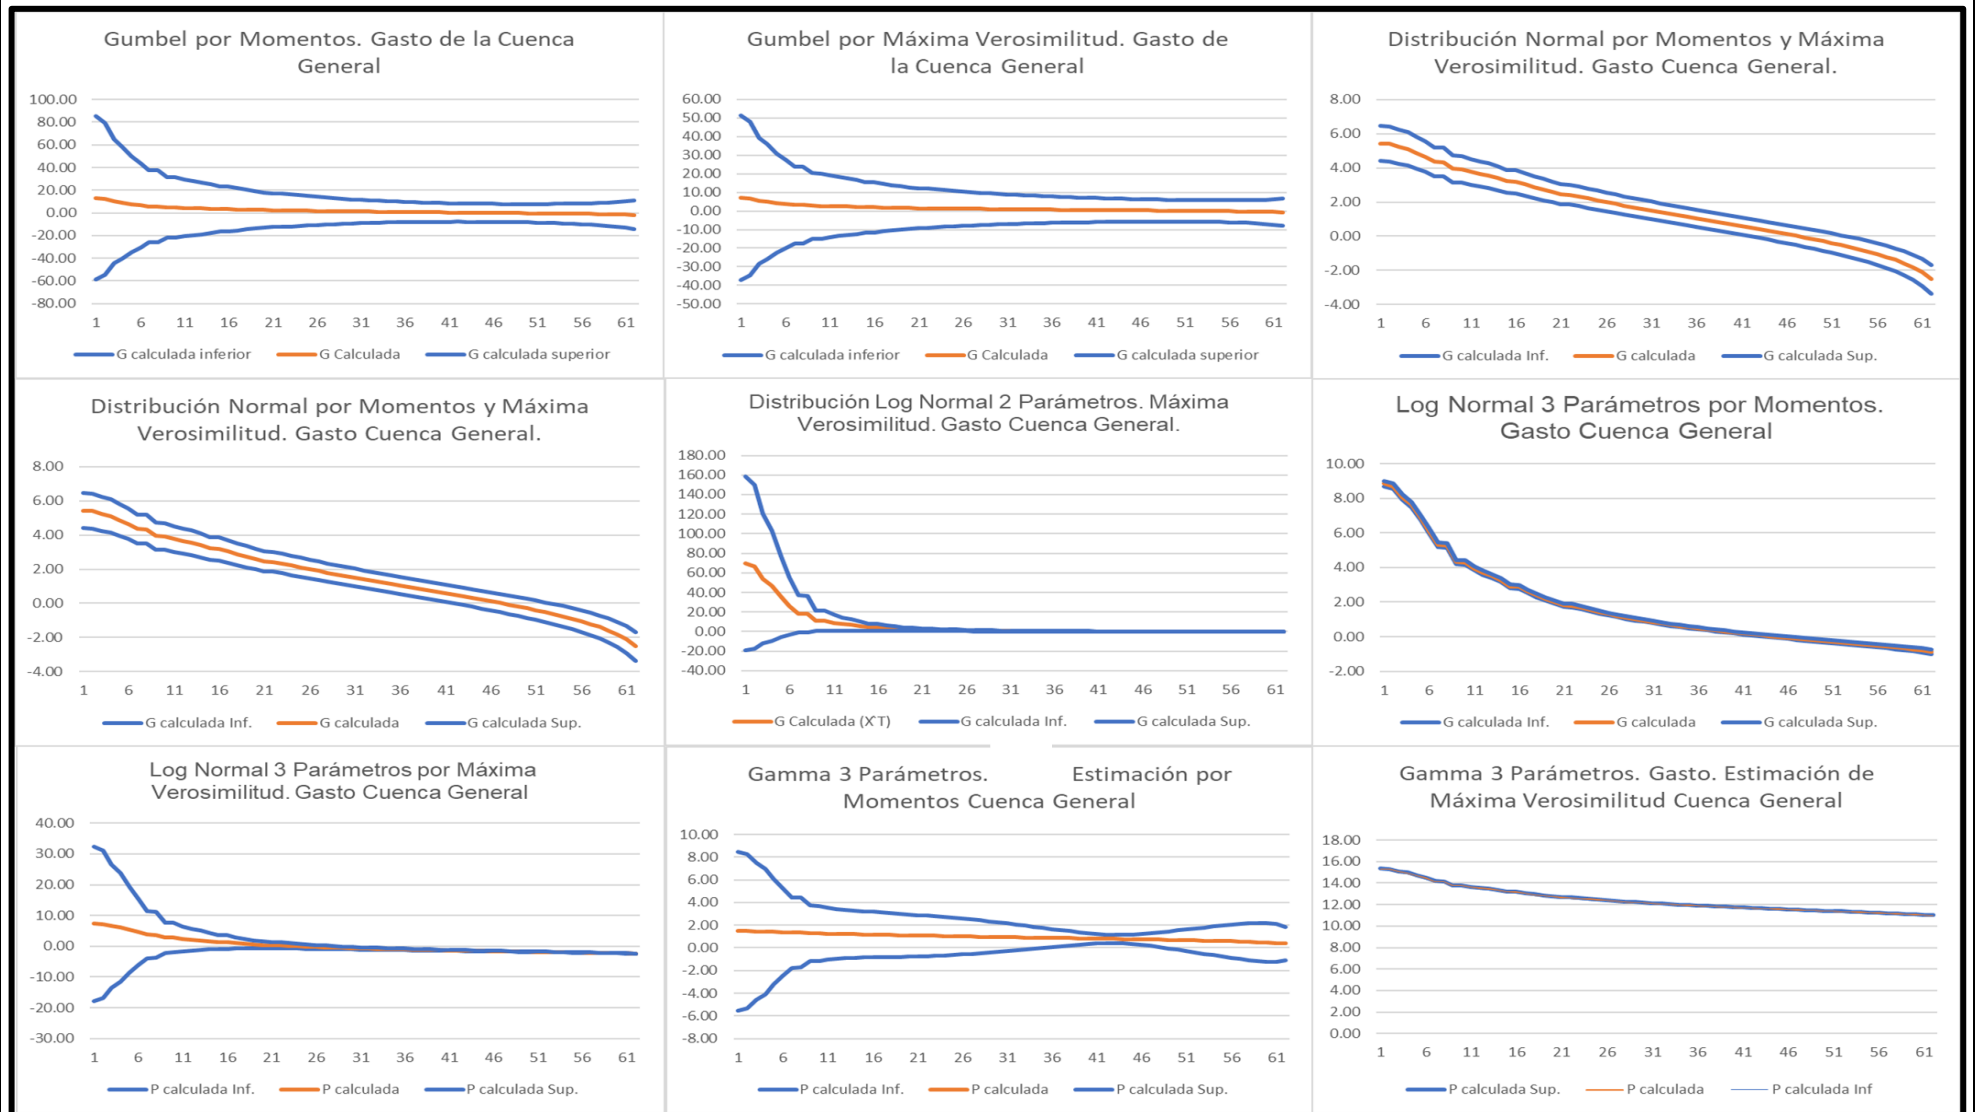 Gumbel por Momentos. Gasto de la Cuenca
General
100.00
80.00
60.00
40.00
20.00
0.00
-20.00
-40.00
-60.00
-80.00
1 6 11 16 21 26 31 36 41 46 51 56 61
G calculada inferior G Calculada G calculada superior
Gumbel por Máxima Verosimilitud. Gasto de
la Cuenca General
60.00
50.00
40.00
30.00
20.00
10.00
0.00
-10.00
-20.00
-30.00
-40.00
-50.00
1 6 11 16 21 26 31 36 41 46 51 56 61
G calculada inferior G Calculada G calculada superior
Distribución Normal por Momentos y Máxima
Verosimilitud. Gasto Cuenca General.
8.00
6.00
4.00
2.00
0.00
-2.00
-4.00
1 6 11 16 21 26 31 36 41 46 51 56 61
G calculada Inf. G calculada G calculada Sup.
Distribución Normal por Momentos y Máxima
Verosimilitud. Gasto Cuenca General.
8.00
6.00
4.00
2.00
0.00
-2.00
-4.00
1 6 11 16 21 26 31 36 41 46 51 56 61
G calculada Inf. G calculada G calculada Sup.
Distribución Log Normal 2 Parámetros. Máxima
Verosimilitud. Gasto Cuenca General.
180.00
160.00
140.00
120.00
100.00
80.00
60.00
40.00
20.00
0.00
-20.00
-40.00
1 6 11 16 21 26 31 36 41 46 51 56 61
G Calculada (X`T) G calculada Inf. G calculada Sup.
Log Normal 3 Parámetros por Momentos.
Gasto Cuenca General
10.00
8.00
6.00
4.00
2.00
0.00
-2.00
1 6 11 16 21 26 31 36 41 46 51 56 61
G calculada Inf. G calculada G calculada Sup.
Log Normal 3 Parámetros por Máxima
Verosimilitud. Gasto Cuenca General
40.00
30.00
20.00
10.00
0.00
-10.00
-20.00
-30.00
1 6 11 16 21 26 31 36 41 46 51 56 61
P calculada Inf. P calculada P calculada Sup.
Gamma 3 Parámetros. Estimación por
Momentos Cuenca General
10.00
8.00
6.00
4.00
2.00
0.00
-2.00
-4.00
-6.00
-8.00
1 6 11 16 21 26 31 36 41 46 51 56 61
P calculada Inf. P calculada P calculada Sup.
Gamma 3 Parámetros. Gasto. Estimación de
Máxima Verosimilitud Cuenca General
18.00
16.00
14.00
12.00
10.00
8.00
6.00
4.00
2.00
0.00
1 6 11 16 21 26 31 36 41 46 51 56 61
P calculada Sup. P calculada P calculada Inf